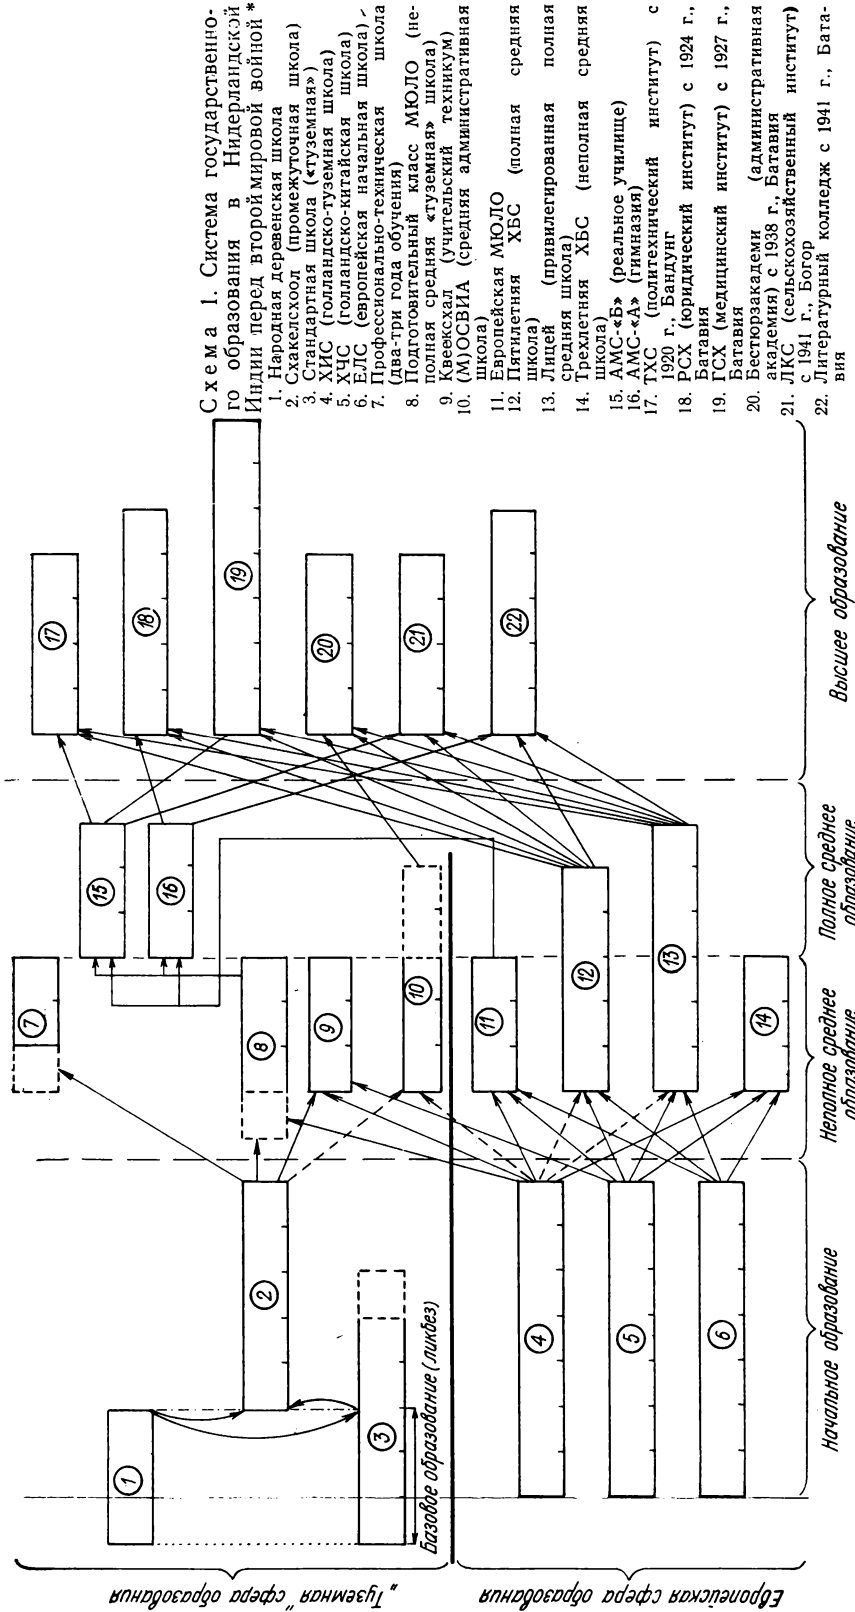 Схема 1. Система государственно-
го образования в Нидерландской
Индии перед второй мировой войной *
1. Народная деревенская школа
2. Схакелсхоол (промежуточная школа)
3. Стандартная школа («туземная»)
4. ХИС (голландско-туземная школа)
5. ХЧС (голландско-китайская школа)
6. ЕЛС (европейская начальная школа)
7. Профессионально-техническая школа
(два-три года обучения)
8. Подготовительный класс МЮЛО (не-
полная средняя «туземная» школа)
9. Квеексхал (учительский техникум)
10. (М)ОСВИА (средняя административная
школа)
11. Европейская МЮЛО
12. Пятилетняя ХБС (полная средняя
школа)
13. Лицей (привилегированная полная
средняя школа)
14. Трехлетняя ХБС (неполная средняя
школа)
15. АМС-«Б» (реальное училище)
16. АМС-«А» (гимназия)
17. ТХС (политехнический институт) с
1920 г., Бандунг
18. РСХ (юридический институт) с 1924 г.,
Батавия
19. ГСХ (медицинский институт) с 1927 г.,
Батавия
20. Бестюрзакадеми (административная
академия) с 1938 г., Батавия
21. ЛКС (сельскохозяйственный институт)
с 1941 г., Богор
22. Литературный колледж с 1941 г., Бата-
вия
17
18
19
20
21
22
15
16
7
8
9
10
11
12
13
14
1
2
3
4
5
6
Базовое образование (ликбез)
„Туземная" сфера образования
Европейская сфера образования
Начальное образование
Неполное среднее
образование
Полное среднее
образование
Высшее образование